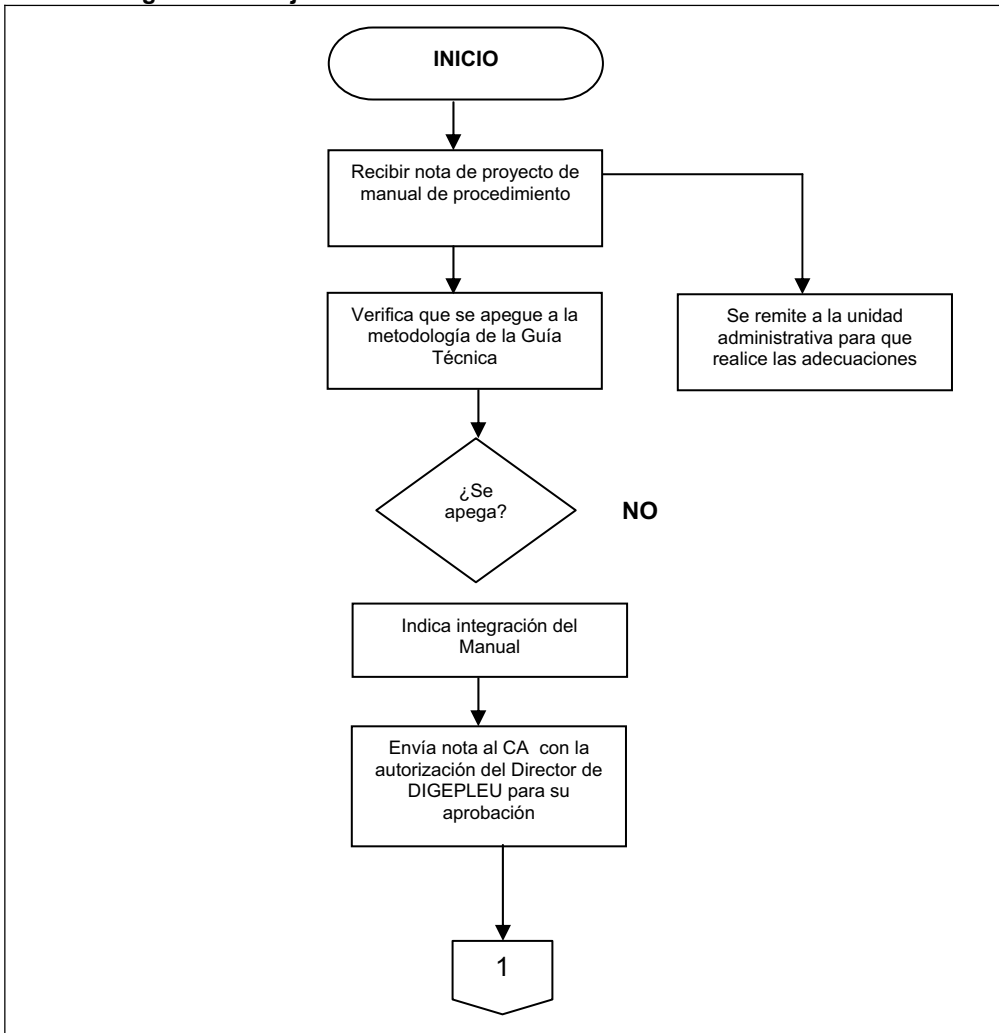 INICIO
Recibir nota de proyecto de
manual de procedimiento
Verifica que se apegue a la
metodología de la Guía
Técnica
Se remite a la unidad
administrativa para que
realice las adecuaciones
¿Se
apega?
NO
Indica integración del
Manual
Envía nota al CA con la
autorización del Director de
DIGEPLEU para su
aprobación
1